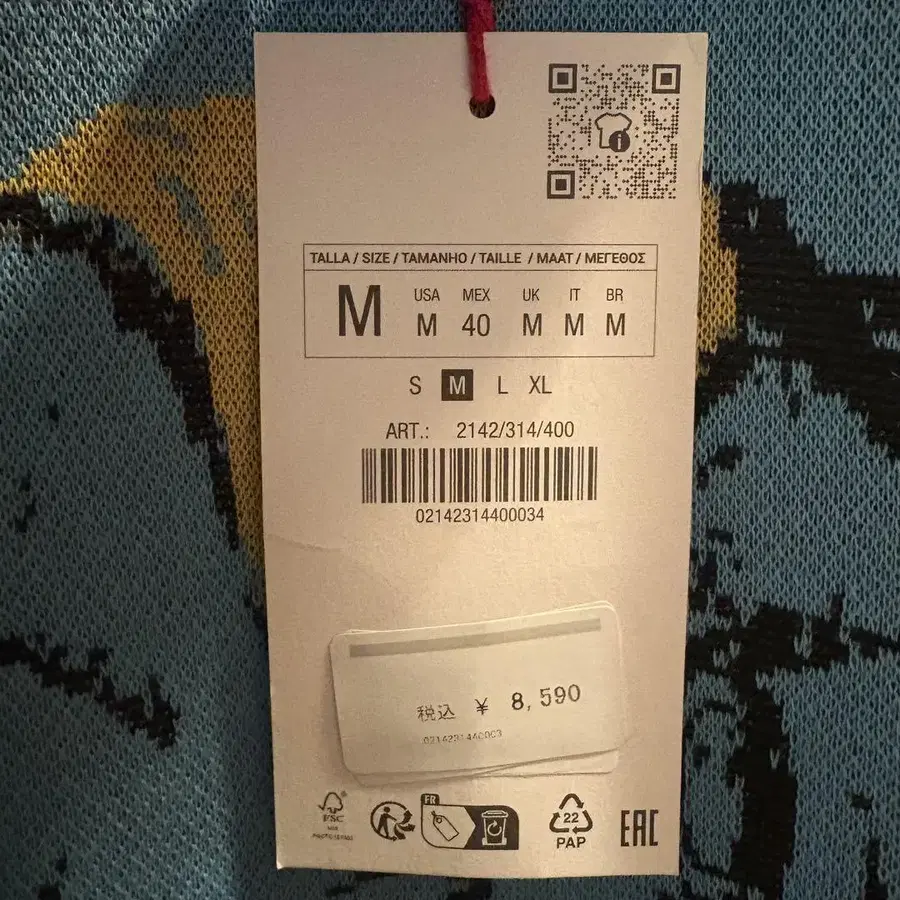 TALLA / SIZE / TAMANHO / TAILLE / MAAT / ΜΕΓΕΘΟΣ
M
USA MEX UK IT BR
M 40 M M M
S M L XL
ART.: 2142/314/400
02142314400034
税込 ¥ 8,590
FSC
FR
22
PAP
EAC